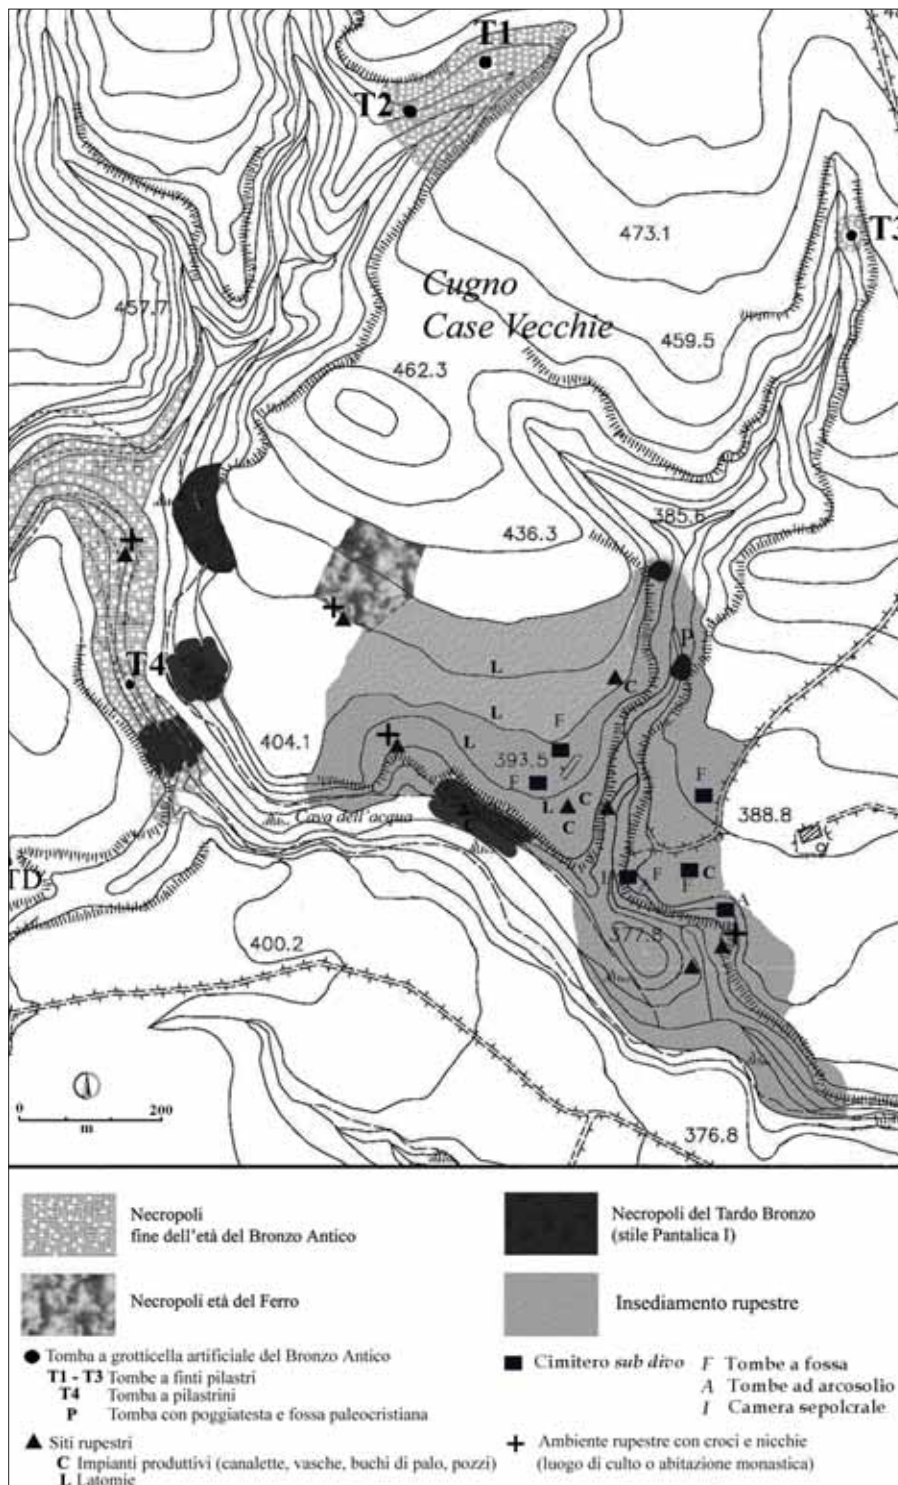 T1
T2
473.1
T3
Cugno
Case Vecchie
457.7
459.5
462.3
385.6
436.3
P
T4
L
C
L
F
404.1
L
393.5
F
F
L
C
C
388.8
Cava dell'acqua
C
F
C
F
TD
A
377.8
400.2
0 200
m
376.8
Necropoli
fine dell'età del Bronzo Antico
Necropoli del Tardo Bronzo
(stile Pantalica I)
Necropoli età del Ferro
Insediamento rupestre
Tomba a grotticella artificiale del Bronzo Antico
T1 - T3 Tombe a finti pilastri
T4 Tomba a pilastrini
P Tomba con poggiatesta e fossa paleocristiana
Cimitero sub divo
F Tombe a fossa
A Tombe ad arcosolio
I Camera sepolcrale
Siti rupestri
C Impianti produttivi (canalette, vasche, buchi di palo, pozzi)
L Latomie
Ambiente rupestre con croci e nicchie
(luogo di culto o abitazione monastica)